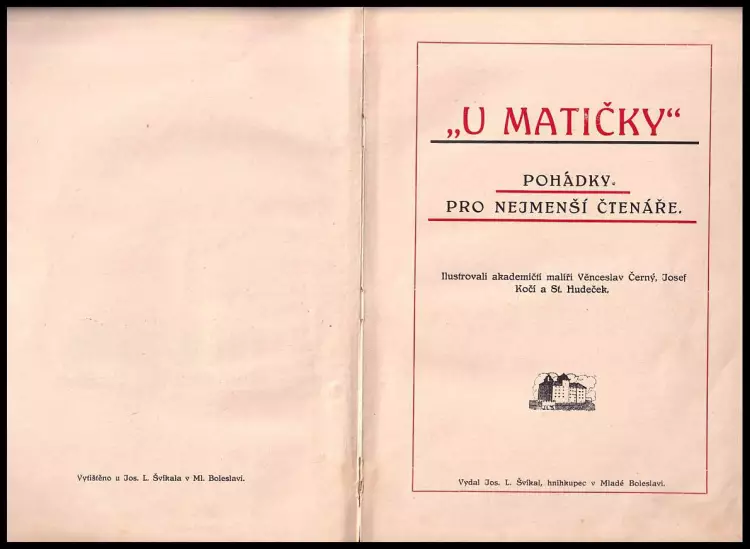 Vytištěno u Jos. L. Švíkala v Ml. Boleslavi.
„U MATIČKY“
POHÁDKY
PRO NEJMENŠÍ ČTENÁŘE.
Ilustrovali akademičtí malíři Věnceslav Černý, Josef
Kočí a St. Hudeček.
Vydal Jos. L. Švíkal, knihkupec v Mladé Boleslavi.